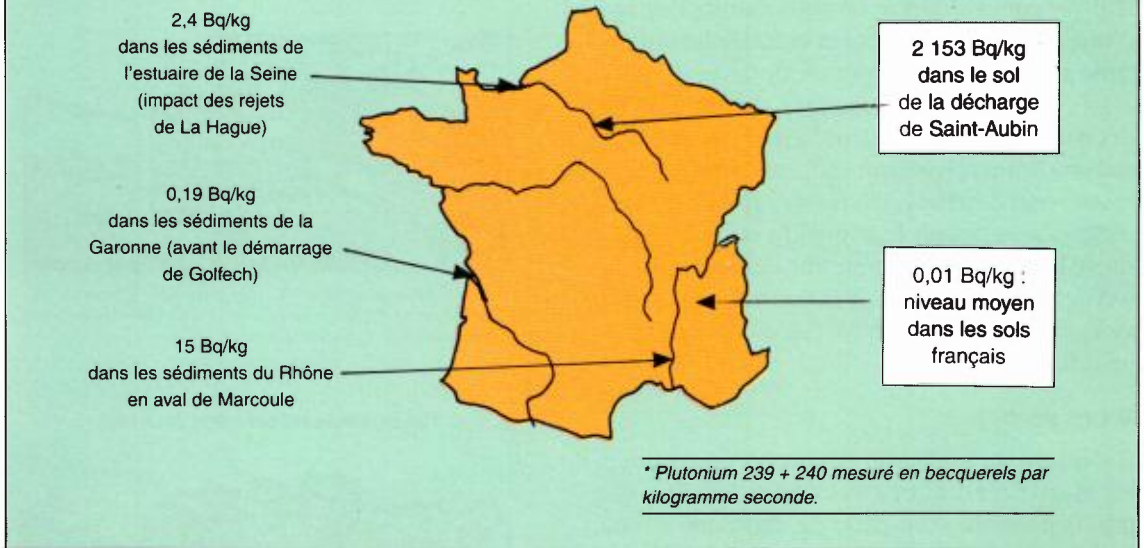 2,4 Bq/kg
dans les sédiments de
l'estuaire de la Seine
(impact des rejets
de La Hague)
0,19 Bq/kg
dans les sédiments de la
Garonne (avant le démarrage
de Golfech)
15 Bq/kg
dans les sédiments du Rhône
en aval de Marcoule
2 153 Bq/kg
dans le sol
de la décharge
de Saint-Aubin
0,01 Bq/kg :
niveau moyen
dans les sols
français
* Plutonium 239 + 240 mesuré en becquerels par
kilogramme seconde.